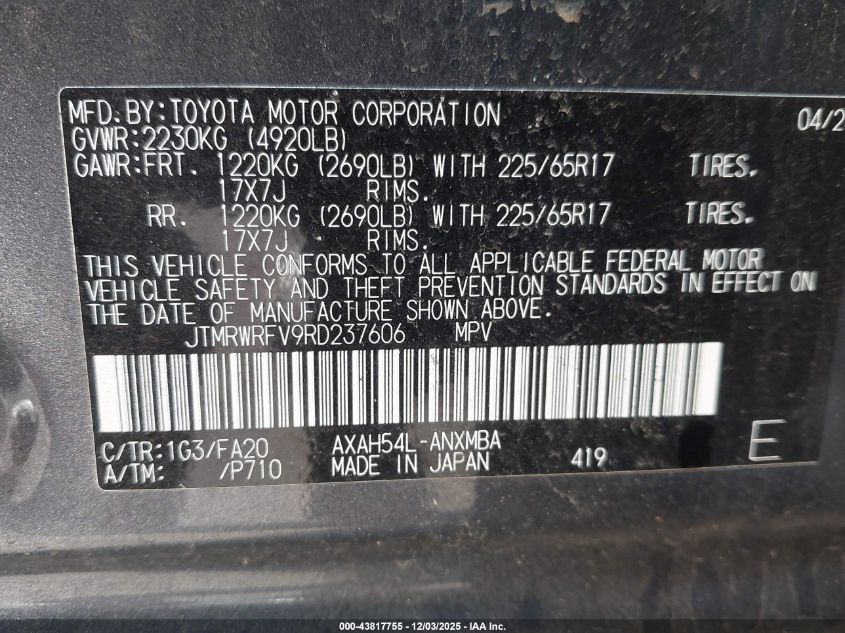 MFD. BY: TOYOTA MOTOR CORPORATION 04/2
GVWR: 2230KG (4920LB)
GAWR: FRT. 1220KG (2690LB) WITH 225/65R17 TIRES.
17X7J RIMS.
RR. 1220KG (2690LB) WITH 225/65R17 TIRES.
17X7J RIMS.
THIS VEHICLE CONFORMS TO ALL APPLICABLE FEDERAL MOTOR
VEHICLE SAFETY AND THEFT PREVENTION STANDARDS IN EFFECT ON
THE DATE OF MANUFACTURE SHOWN ABOVE.
JTMRWRFV9RD237606 MPV
C/TR: 1G3/FA20 AXAH54L-ANXMBA E
A/TM: /P710 MADE IN JAPAN 419
000-43817755 - 12/03/2025 - IAA Inc.